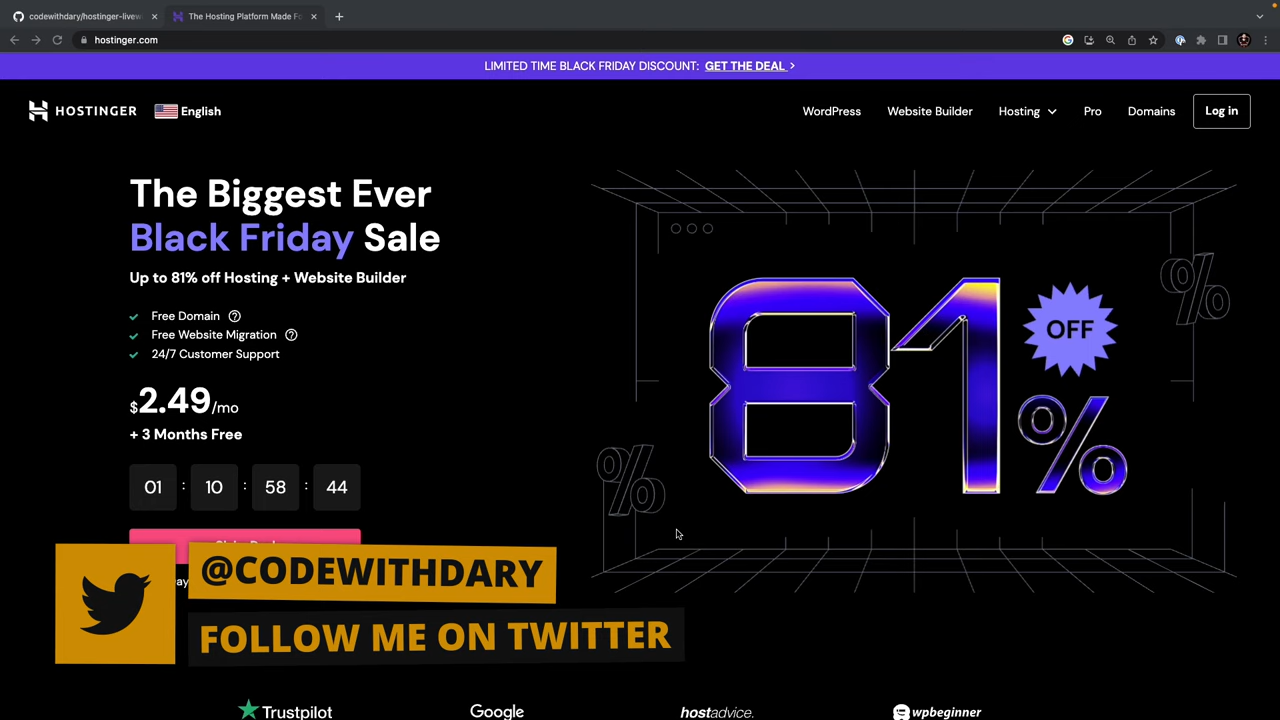 codewithdary/hostinger-livew
The Hosting Platform Made Fo
hostinger.com
LIMITED TIME BLACK FRIDAY DISCOUNT: GET THE DEAL >
HOSTINGER
English
WordPress
Website Builder
Hosting
Pro
Domains
Log in
The Biggest Ever
Black Friday Sale
Up to 81% off Hosting + Website Builder
Free Domain
Free Website Migration
24/7 Customer Support
$2.49/mo
+ 3 Months Free
01 : 10 : 58 : 44
81%
OFF
%
%
@CODEWITHDARY
FOLLOW ME ON TWITTER
Trustpilot
Google
hostadvice.
wpbeginner